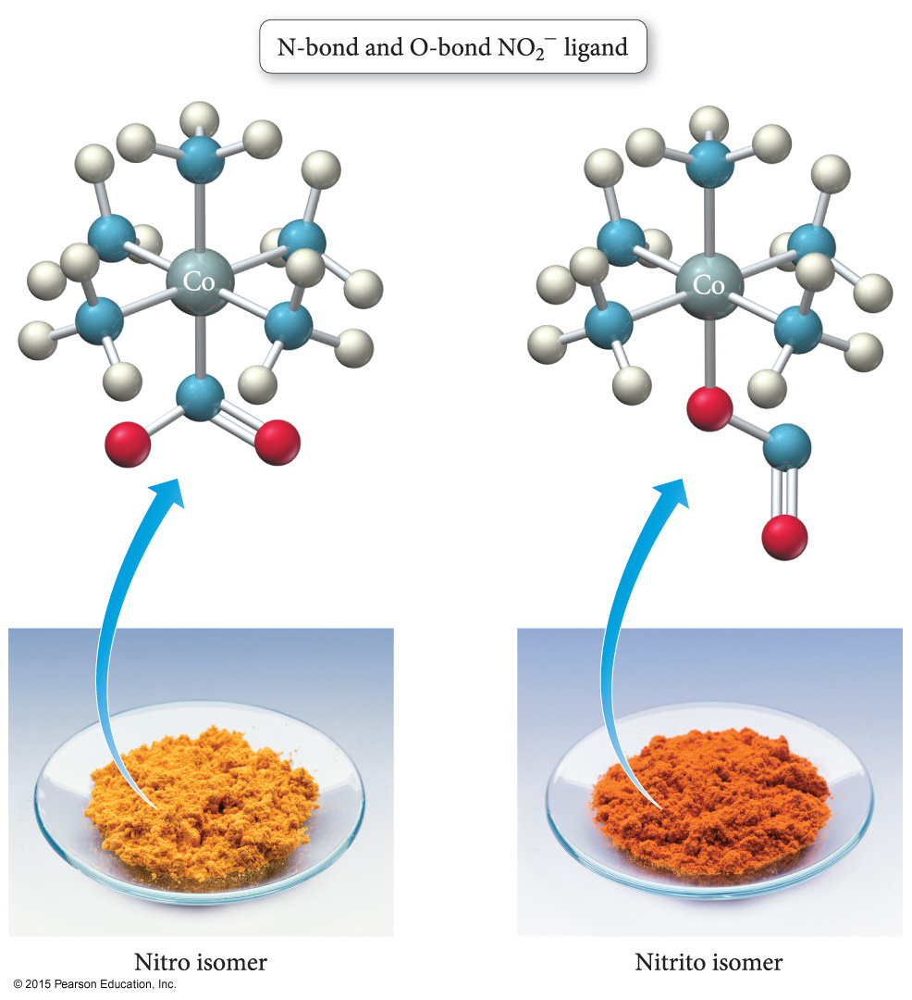 N-bond and O-bond NO₂⁻ ligand
Co
Co
Nitro isomer
Nitrito isomer
© 2015 Pearson Education, Inc.